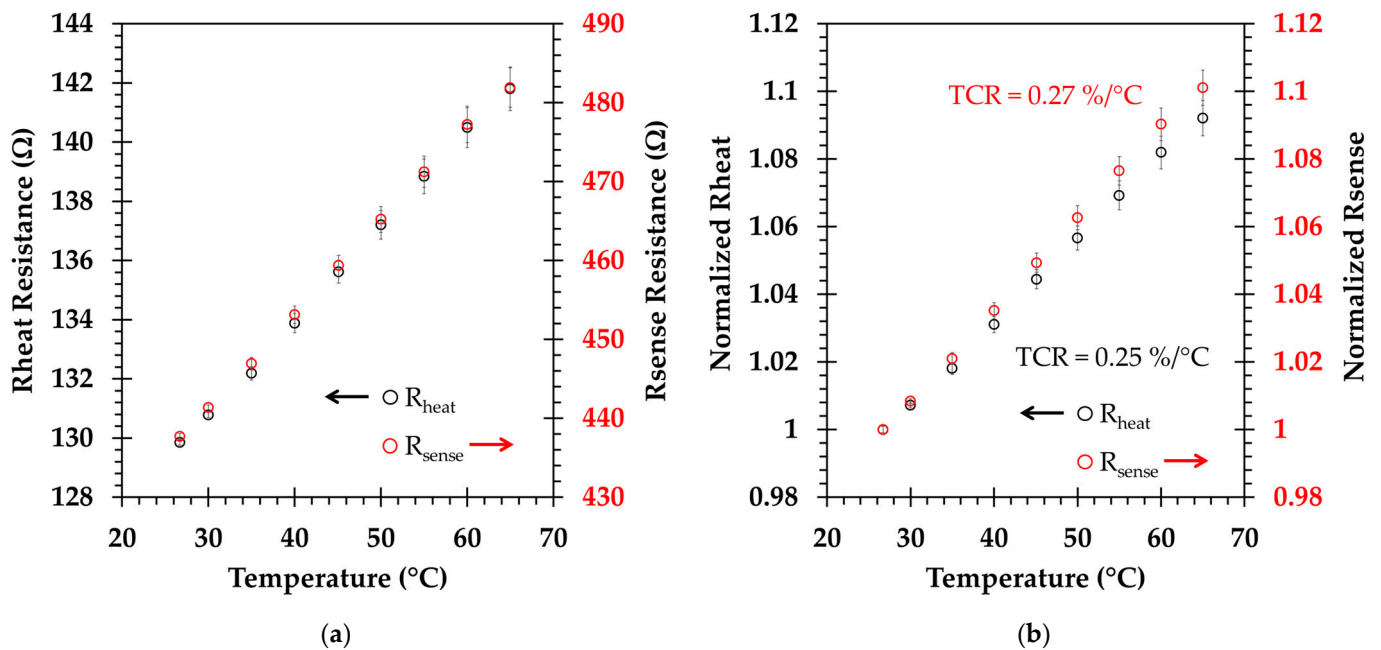 144
142
140
138
136
134
132
130
128
Rheat Resistance (Ω)
490
480
470
460
450
440
430
Rsense Resistance (Ω)
R_heat
R_sense
20 30 40 50 60 70
Temperature (°C)
(a)
1.12
1.1
1.08
1.06
1.04
1.02
1
0.98
Normalized Rheat
1.12
1.1
1.08
1.06
1.04
1.02
1
0.98
Normalized Rsense
TCR = 0.27 %/°C
TCR = 0.25 %/°C
R_heat
R_sense
20 30 40 50 60 70
Temperature (°C)
(b)